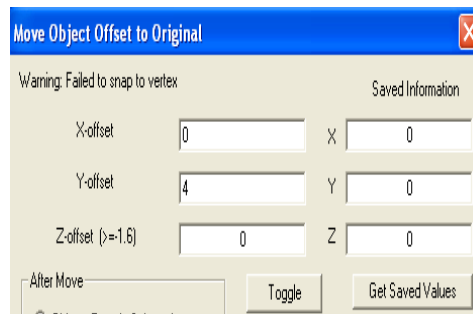 Move Object Offset to Original
Warning: Failed to snap to vertex
Saved Information
X-offset 0 X 0
Y-offset 4 Y 0
Z-offset (>=-1.6) 0 Z 0
After Move
Toggle Get Saved Values